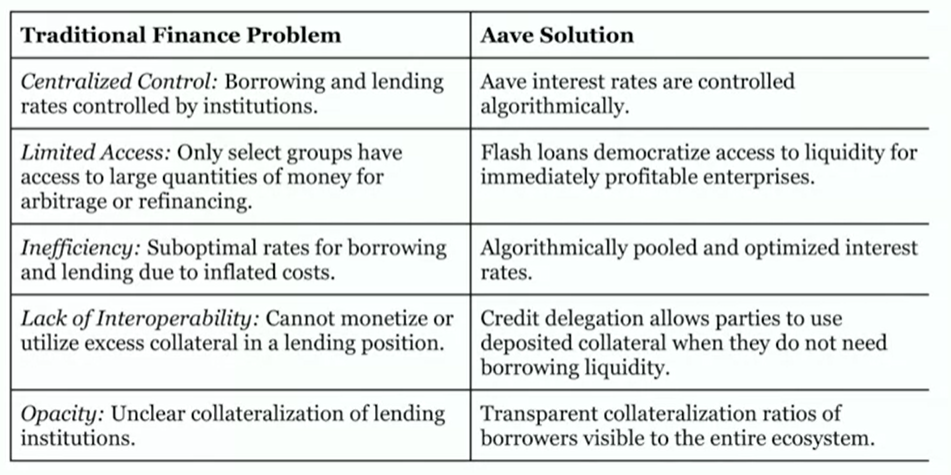 Traditional Finance Problem
Aave Solution
Centralized Control: Borrowing and lending
rates controlled by institutions.
Aave interest rates are controlled
algorithmically.
Limited Access: Only select groups have
access to large quantities of money for
arbitrage or refinancing.
Flash loans democratize access to liquidity for
immediately profitable enterprises.
Inefficiency: Suboptimal rates for borrowing
and lending due to inflated costs.
Algorithmically pooled and optimized interest
rates.
Lack of Interoperability: Cannot monetize or
utilize excess collateral in a lending position.
Credit delegation allows parties to use
deposited collateral when they do not need
borrowing liquidity.
Opacity: Unclear collateralization of lending
institutions.
Transparent collateralization ratios of
borrowers visible to the entire ecosystem.